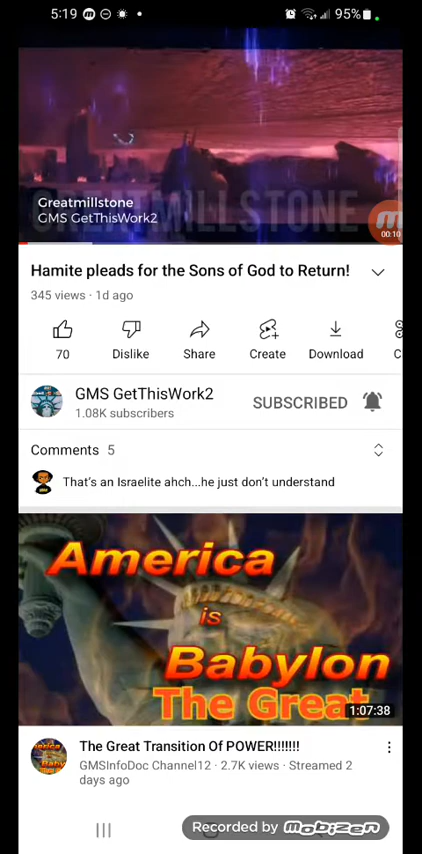 5:19
95%
GREATMILLSTONE
Greatmillstone
GMS GetThisWork2
00:10
Hamite pleads for the Sons of God to Return!
345 views · 1d ago
70 Dislike Share Create Download C
GMS GetThisWork2
1.08K subscribers
SUBSCRIBED
Comments 5
That's an Israelite ahch...he just don't understand
America
is
Babylon
The Great
1:07:38
The Great Transition Of POWER!!!!!!!
GMSInfoDoc Channel12 · 2.7K views · Streamed 2
days ago
Recorded by Mobizen